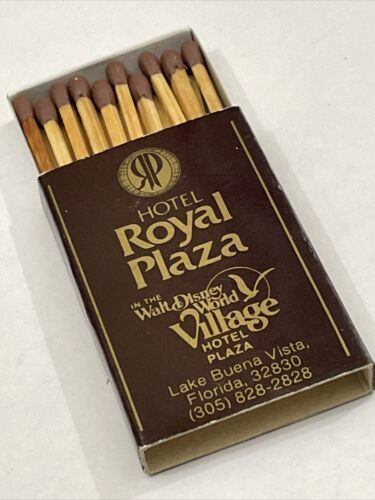 RP
HOTEL
Royal
Plaza
IN THE
Walt Disney
World
Village
HOTEL
PLAZA
Lake Buena Vista,
Florida, 32830
(305) 828-2828